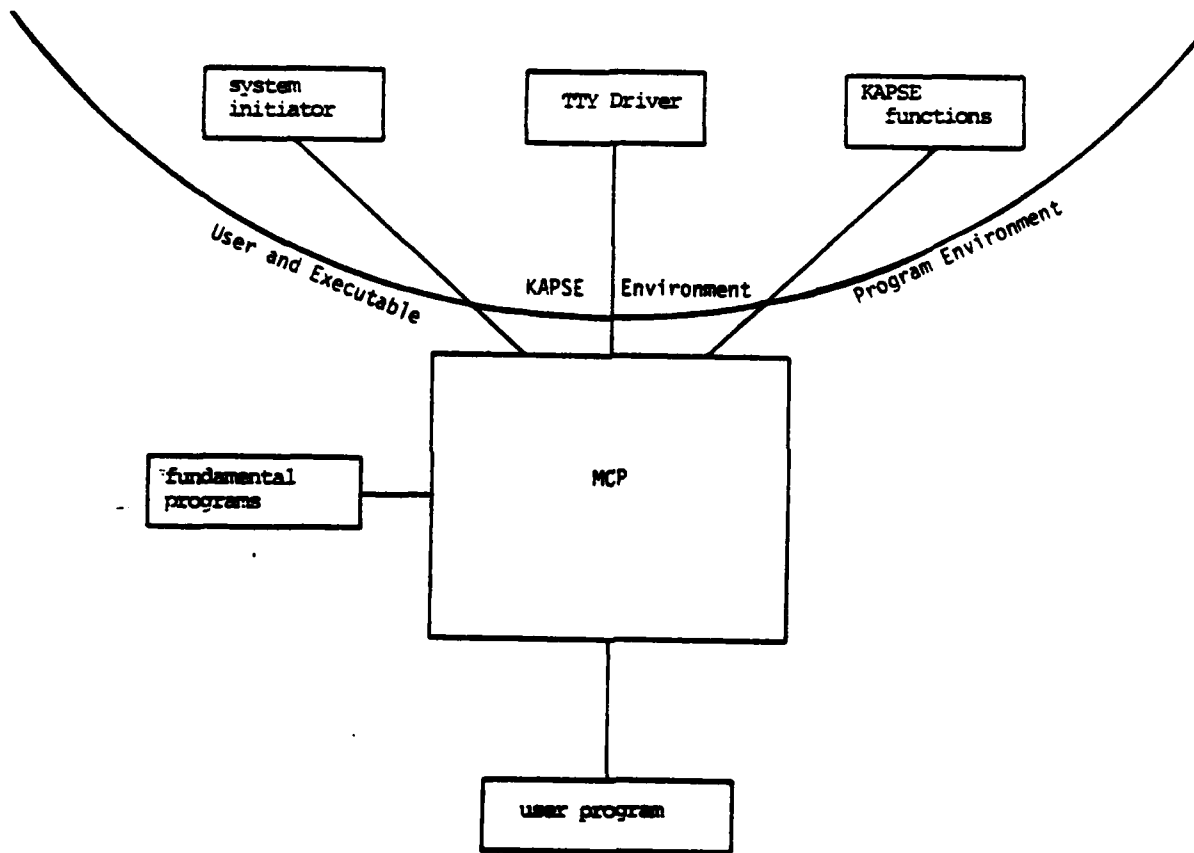 system
initiator
TTY Driver
KAPSE
functions
User and Executable
KAPSE Environment
Program Environment
fundamental
programs
MCP
user program